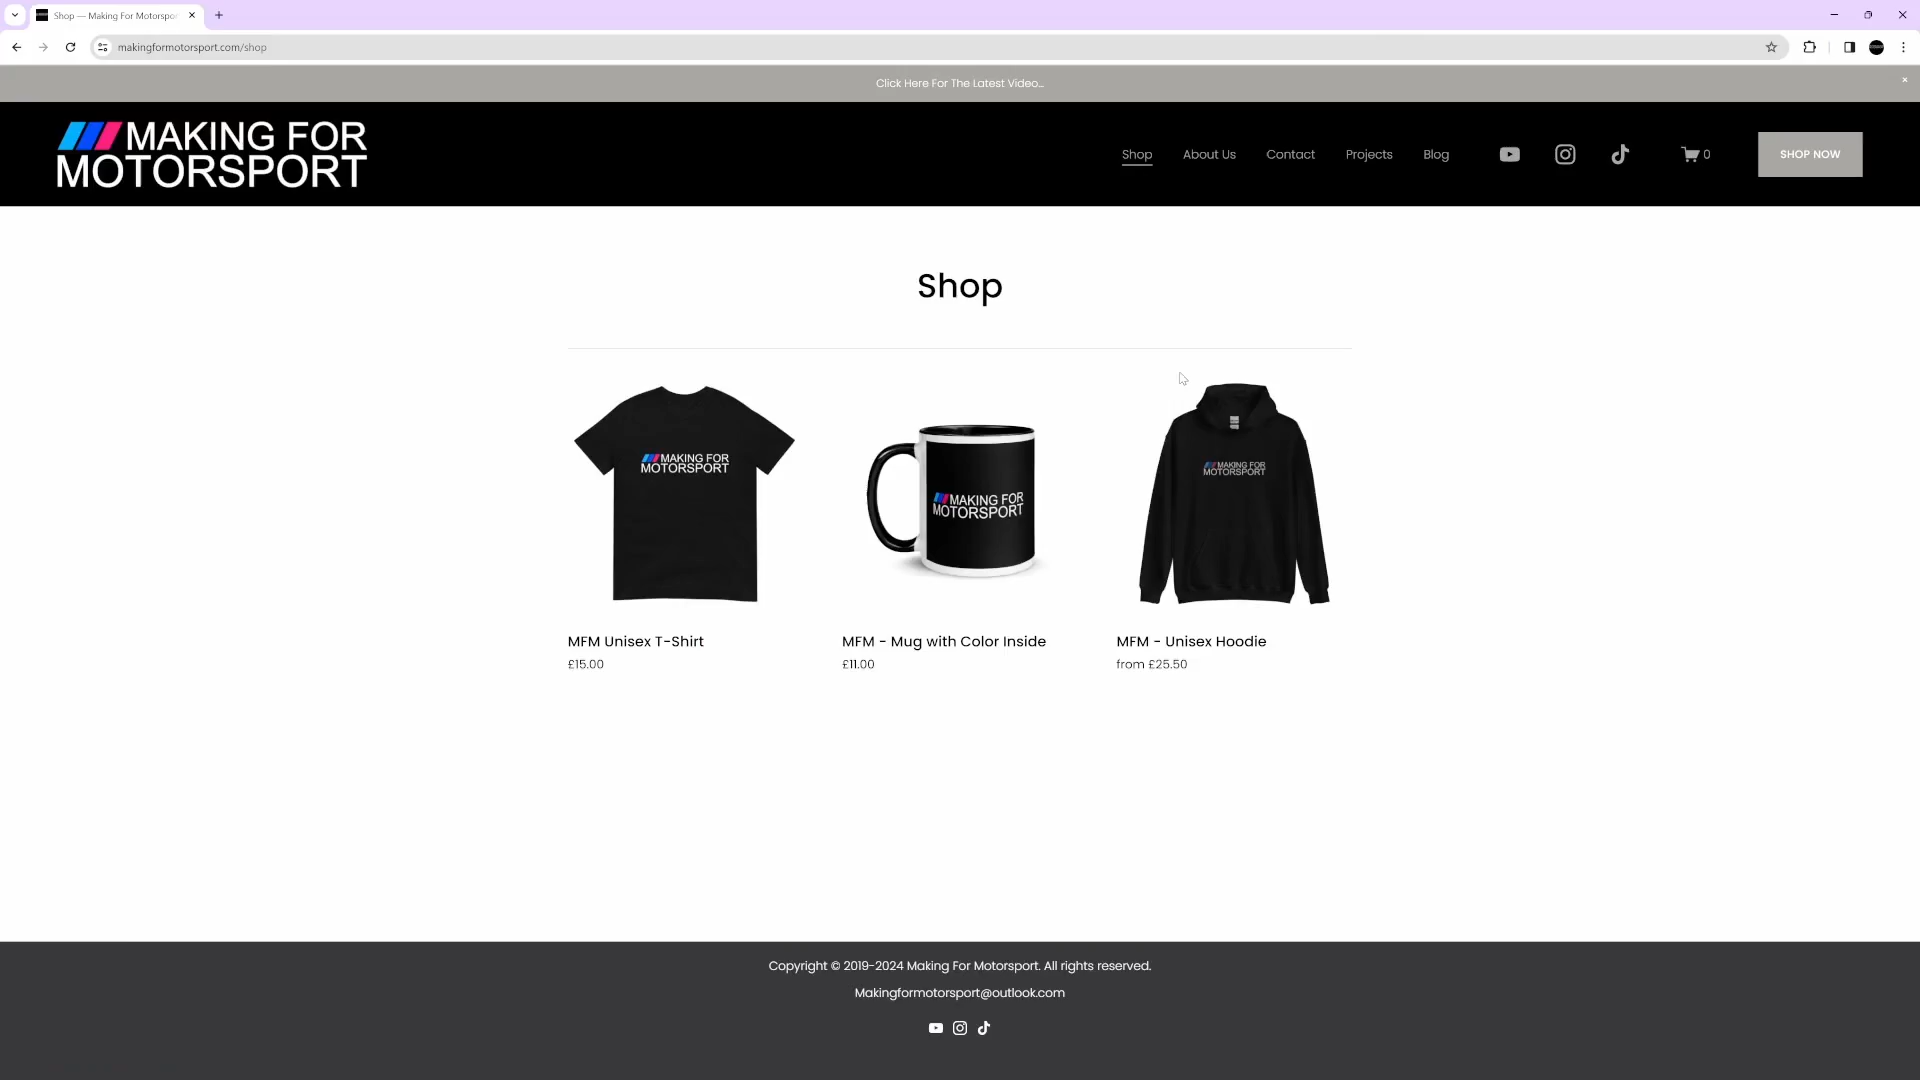 Shop — Making For Motorspor
makingformotorsport.com/shop
Click Here For The Latest Video...
MAKING FOR
MOTORSPORT
Shop
About Us
Contact
Projects
Blog
0
SHOP NOW
Shop
MAKING FOR
MOTORSPORT
MAKING FOR
MOTORSPORT
MAKING FOR
MOTORSPORT
MFM Unisex T-Shirt
£15.00
MFM - Mug with Color Inside
£11.00
MFM - Unisex Hoodie
from £25.50
Copyright © 2019-2024 Making For Motorsport. All rights reserved.
Makingformotorsport@outlook.com